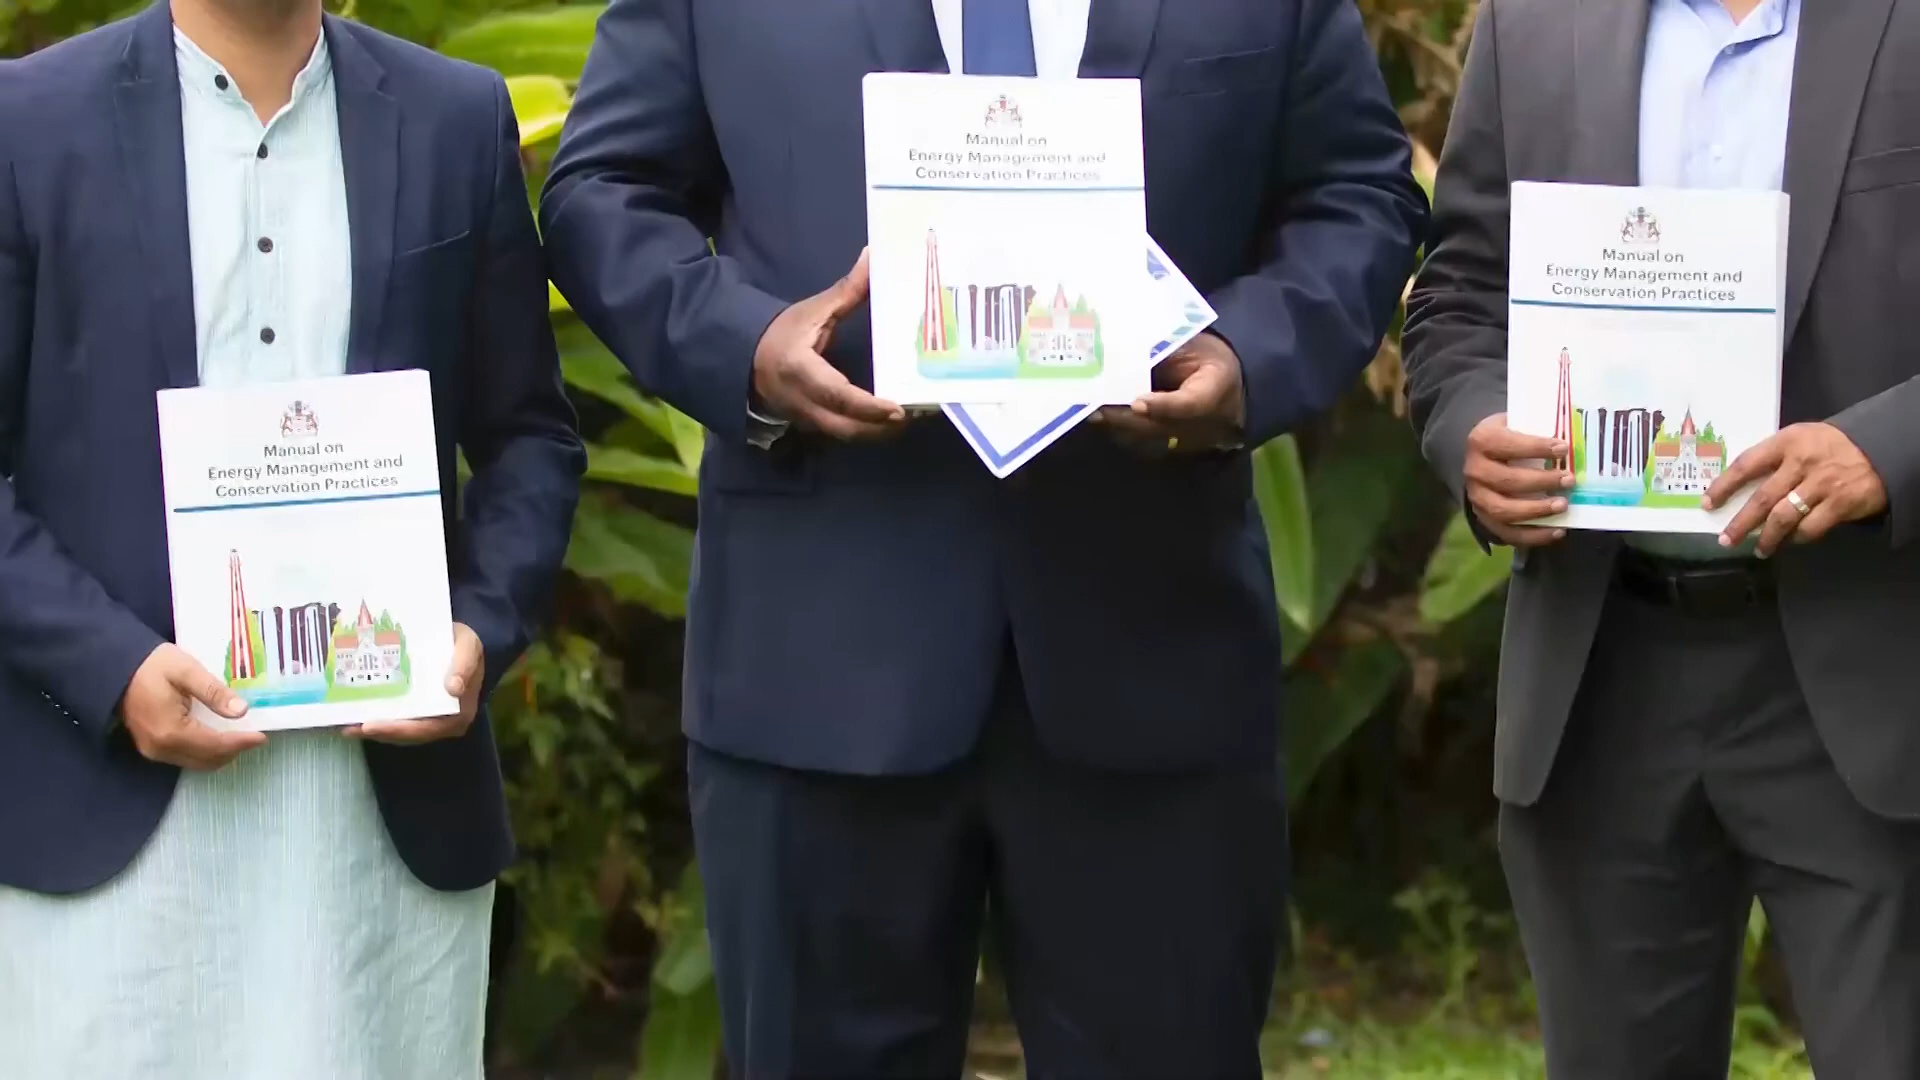 Manual on
Energy Management and
Conservation Practices
Manual on
Energy Management and
Conservation Practices
Manual on
Energy Management and
Conservation Practices